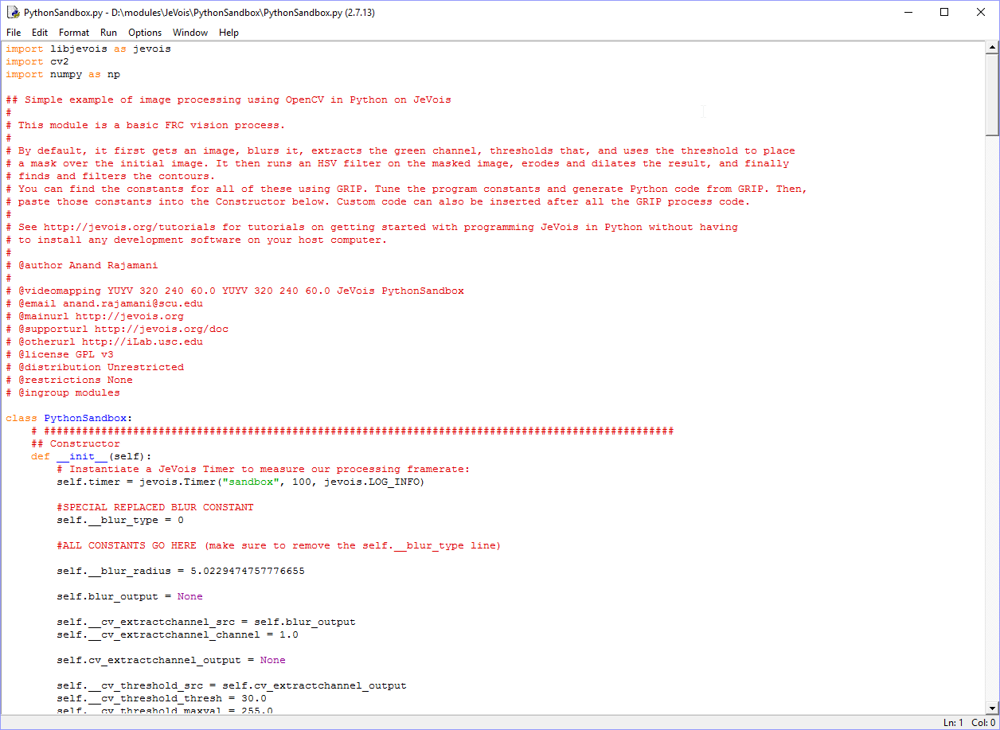 PythonSandbox.py - D:\modules\JeVois\PythonSandbox\PythonSandbox.py (2.7.13)
File Edit Format Run Options Window Help
import libjevois as jevois
import cv2
import numpy as np
## Simple example of image processing using OpenCV in Python on JeVois
#
# This module is a basic FRC vision process.
#
# By default, it first gets an image, blurs it, extracts the green channel, thresholds that, and uses the threshold to place
# a mask over the initial image. It then runs an HSV filter on the masked image, erodes and dilates the result, and finally
# finds and filters the contours.
# You can find the constants for all of these using GRIP. Tune the program constants and generate Python code from GRIP. Then,
# paste those constants into the Constructor below. Custom code can also be inserted after all the GRIP process code.
#
# See http://jevois.org/tutorials for tutorials on getting started with programming JeVois in Python without having
# to install any development software on your host computer.
#
# @author Anand Rajamani
#
# @videomapping YUYV 320 240 60.0 YUYV 320 240 60.0 JeVois PythonSandbox
# @email anand.rajamani@scu.edu
# @mainurl http://jevois.org
# @supporturl http://jevois.org/doc
# @otherurl http://iLab.usc.edu
# @license GPL v3
# @distribution Unrestricted
# @restrictions None
# @ingroup modules
class PythonSandbox:
    # ###################################################################################################
    ## Constructor
    def __init__(self):
        # Instantiate a JeVois Timer to measure our processing framerate:
        self.timer = jevois.Timer("sandbox", 100, jevois.LOG_INFO)
        #SPECIAL REPLACED BLUR CONSTANT
        self.__blur_type = 0
        #ALL CONSTANTS GO HERE (make sure to remove the self.__blur_type line)
        self.__blur_radius = 5.0229474757776655
        self.blur_output = None
        self.__cv_extractchannel_src = self.blur_output
        self.__cv_extractchannel_channel = 1.0
        self.cv_extractchannel_output = None
        self.__cv_threshold_src = self.cv_extractchannel_output
        self.__cv_threshold_thresh = 30.0
        self.__cv_threshold_maxval = 255.0
Ln: 1 Col: 0